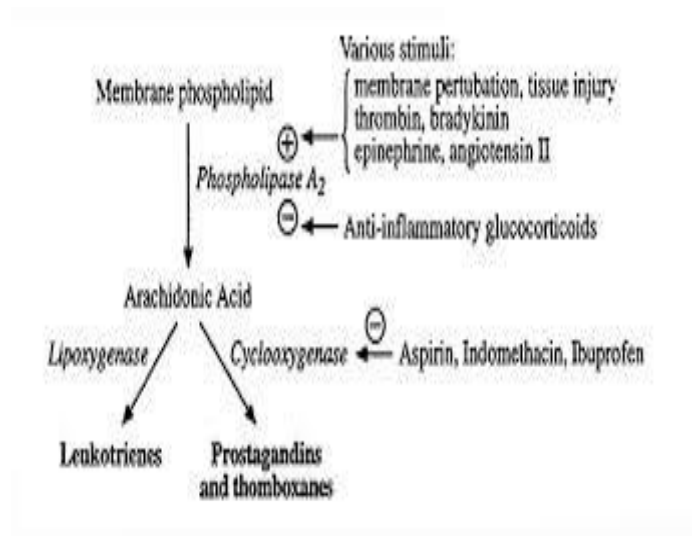 Various stimuli:
Membrane phospholipid
membrane pertubation, tissue injury
thrombin, bradykinin
epinephrine, angiotensin II
+
Phospholipase A2
−
Anti-inflammatory glucocorticoids
Arachidonic Acid
−
Lipoxygenase
Cyclooxygenase
Aspirin, Indomethacin, Ibuprofen
Leukotrienes
Prostagandins
and thomboxanes